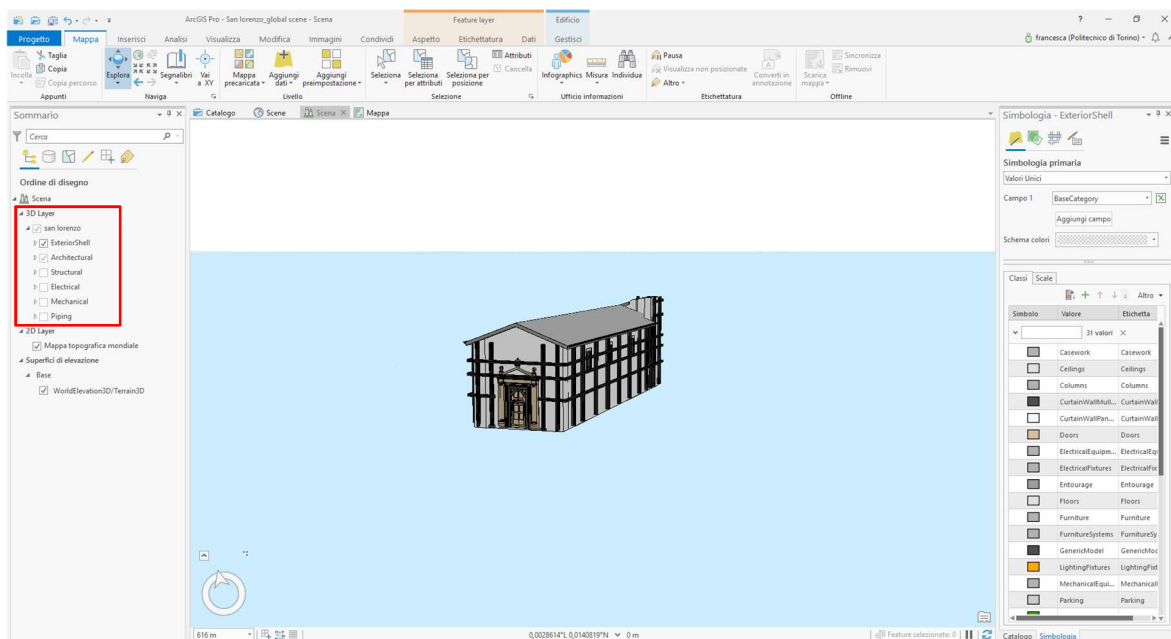 ArcGIS Pro - San lorenzo_global scene - Scena
Feature layer
Edificio
?
Progetto
Mappa
Inserisci
Analisi
Visualizza
Modifica
Immagini
Condividi
Aspetto
Etichettatura
Dati
Gestisci
francesca (Politecnico di Torino)
Incolla
Taglia
Copia
Copia percorso
Appunti
Esplora
Segnalibri
Vai a XY
Naviga
Mappa precaricata
Aggiungi dati
Aggiungi preimpostazione
Livello
Seleziona
Seleziona per attributi
Seleziona per posizione
Attributi
Cancella
Selezione
Infographics
Misura
Individua
Ufficio informazioni
Pausa
Visualizza non posizionate
Altro
Converti in annotazione
Etichettatura
Scarica mappa
Sincronizza
Rimuovi
Offline
Sommario
Cerca
Ordine di disegno
Scena
3D Layer
san lorenzo
ExteriorShell
Architectural
Structural
Electrical
Mechanical
Piping
2D Layer
Mappa topografica mondiale
Superfici di elevazione
Base
WorldElevation3D/Terrain3D
Catalogo
Scene
Scena
Mappa
616 m
0,0028614°L 0,0140819°N
0 m
Feature selezionate: 0
Simbologia - ExteriorShell
Simbologia primaria
Valori Unici
Campo 1
BaseCategory
Aggiungi campo
Schema colori
Classi
Scale
Altro
Simbolo
Valore
Etichetta
31 valori
Casework Casework
Ceilings Ceilings
Columns Columns
CurtainWallMull... CurtainWall
CurtainWallPan... CurtainWall
Doors Doors
ElectricalEquipm... ElectricalEq
ElectricalFixtures ElectricalFix
Entourage Entourage
Floors Floors
Furniture Furniture
FurnitureSystems FurnitureSy
GenericModel GenericMod
LightingFixtures LightingFixt
MechanicalEqui... Mechanicall
Parking Parking
Catalogo
Simbologia